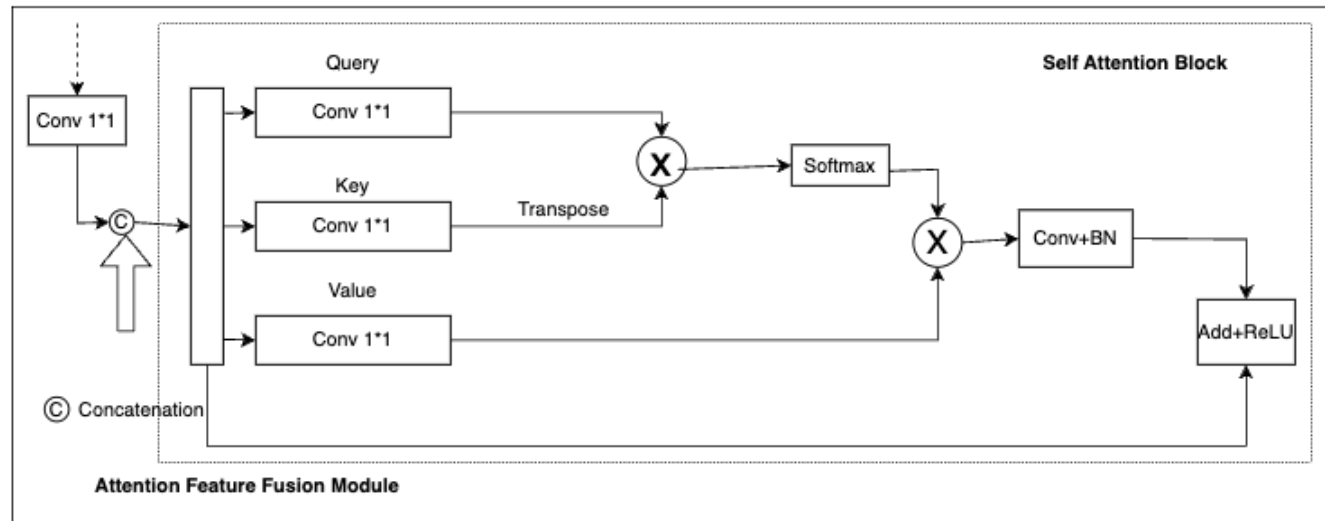 Query
Self Attention Block
Conv 1*1
Conv 1*1
X
Softmax
Key
Transpose
Conv 1*1
C
X
Conv+BN
Value
Conv 1*1
Add+ReLU
C Concatenation
Attention Feature Fusion Module